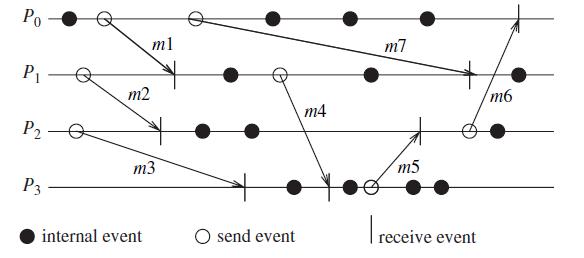 P0
m1
m7
P1
m2
m4
m6
P2
m3
m5
P3
internal event
send event
receive event